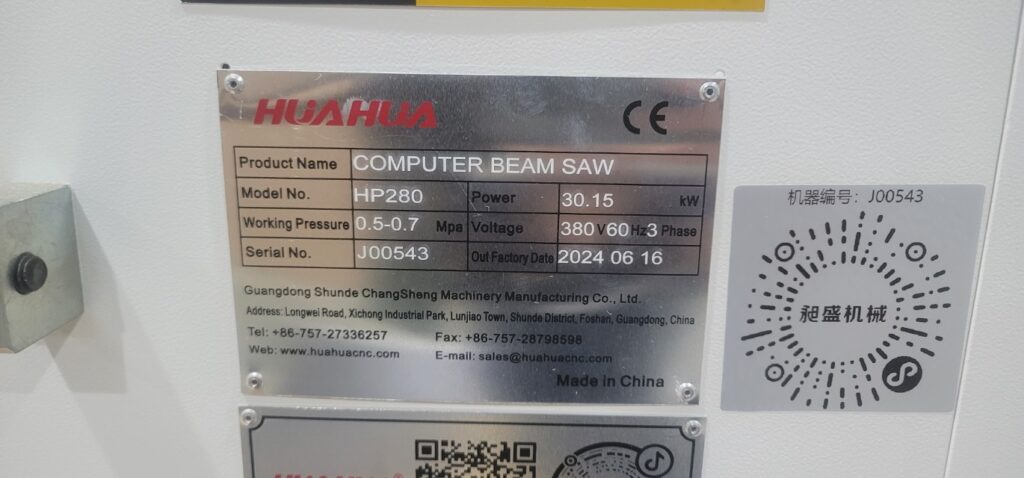 HUAHUA CE
Product Name COMPUTER BEAM SAW
Model No. HP280 Power 30.15 kW
Working Pressure 0.5-0.7 Mpa Voltage 380 V 60 Hz 3 Phase
Serial No. J00543 Out Factory Date 2024 06 16
Guangdong Shunde ChangSheng Machinery Manufacturing Co., Ltd.
Address: Longwei Road, Xichong Industrial Park, Lunjiao Town, Shunde District, Foshan, Guangdong, China
Tel: +86-757-27336257 Fax: +86-757-28798598
Web: www.huahuacnc.com E-mail: sales@huahuacnc.com
Made in China
机器编号: J00543
昶盛机械
HUAHUA®